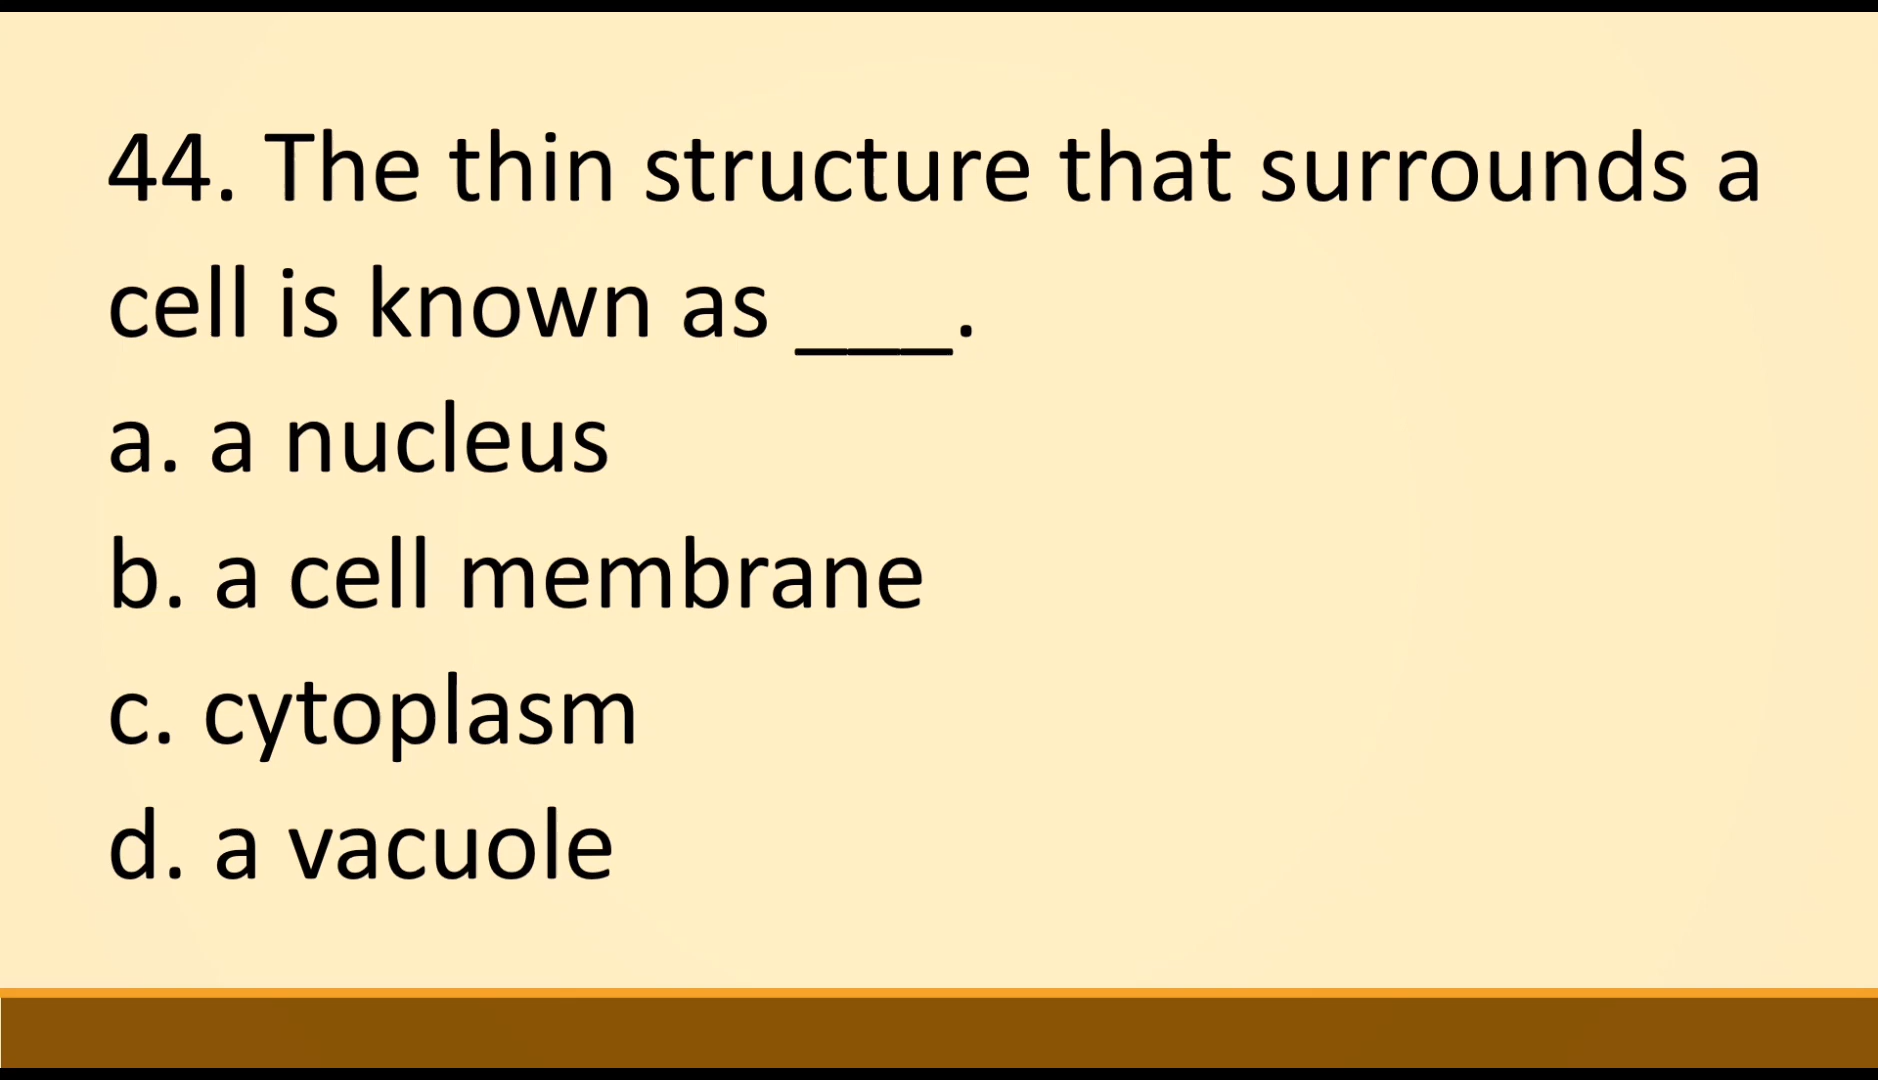 44. The thin structure that surrounds a
cell is known as ___.
a. a nucleus
b. a cell membrane
c. cytoplasm
d. a vacuole